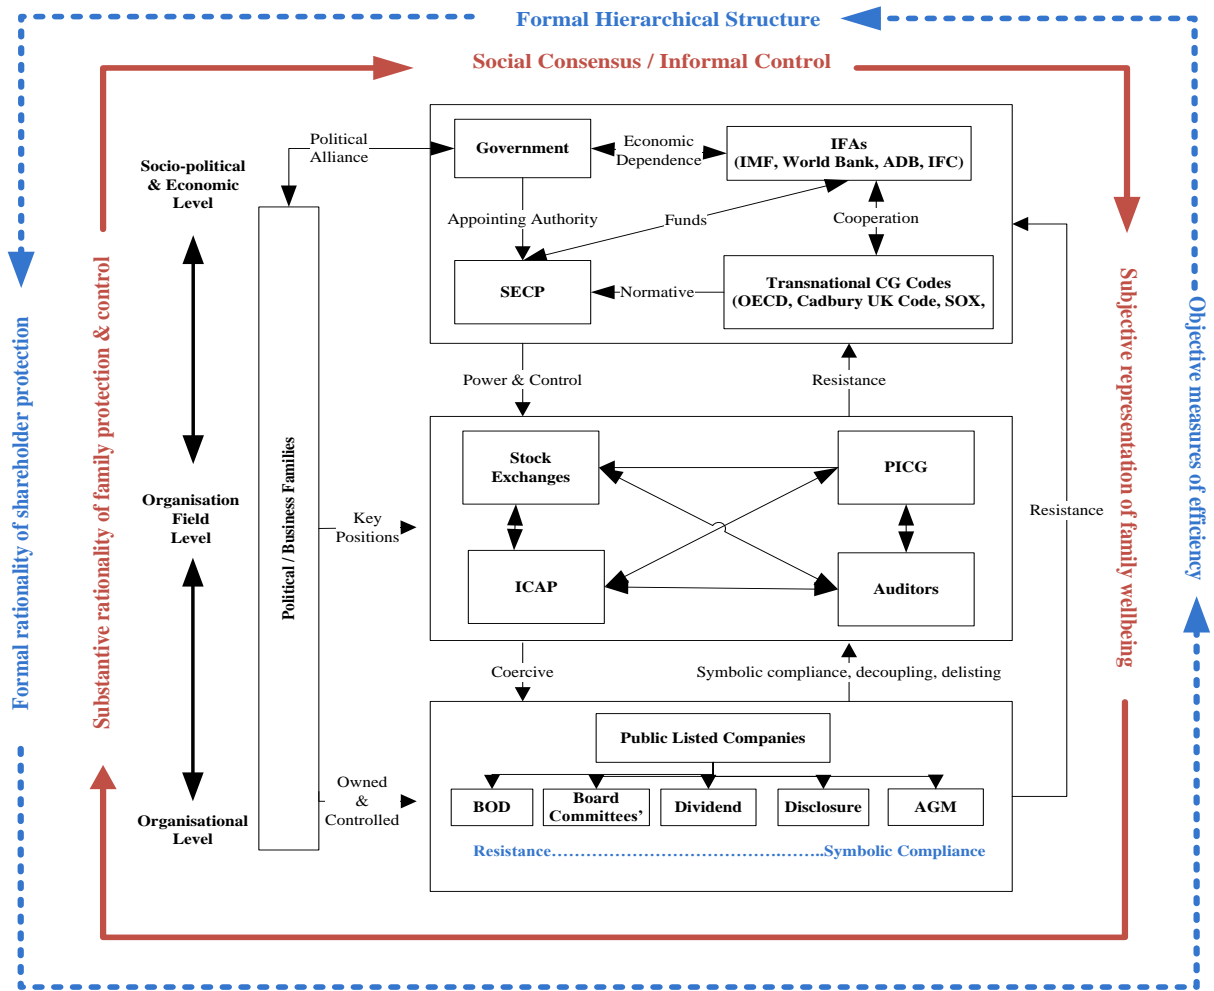 Formal Hierarchical Structure
Social Consensus / Informal Control
Formal rationality of shareholder protection
Substantive rationality of family protection & control
Subjective representation of family wellbeing
Objective measures of efficiency
Socio-political
& Economic
Level
Organisation
Field
Level
Organisational
Level
Political / Business Families
Political
Alliance
Government
Economic
Dependence
IFAs
(IMF, World Bank, ADB, IFC)
Appointing Authority
Funds
Cooperation
SECP
Normative
Transnational CG Codes
(OECD, Cadbury UK Code, SOX,
Power & Control
Resistance
Stock
Exchanges
PICG
Key
Positions
Resistance
ICAP
Auditors
Coercive
Symbolic compliance, decoupling, delisting
Public Listed Companies
Owned
&
Controlled
BOD
Board
Committees’
Dividend
Disclosure
AGM
Resistance…………………………………..……..Symbolic Compliance